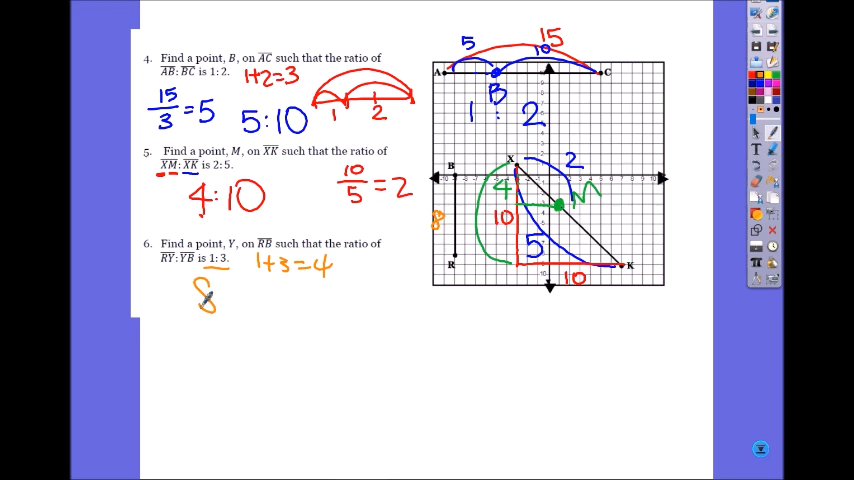 4. Find a point, B, on AC such that the ratio of
AB: BC is 1: 2.
1+2=3
15/3 = 5
5:10
1 2
5. Find a point, M, on XK such that the ratio of
XM: XK is 2: 5.
4:10
10/5 = 2
6. Find a point, Y, on RB such that the ratio of
RY: YB is 1: 3.
1+3=4
8
5 10 15
A B C
1 : 2
X
B
2
4
M
10
8
5
R
K
10